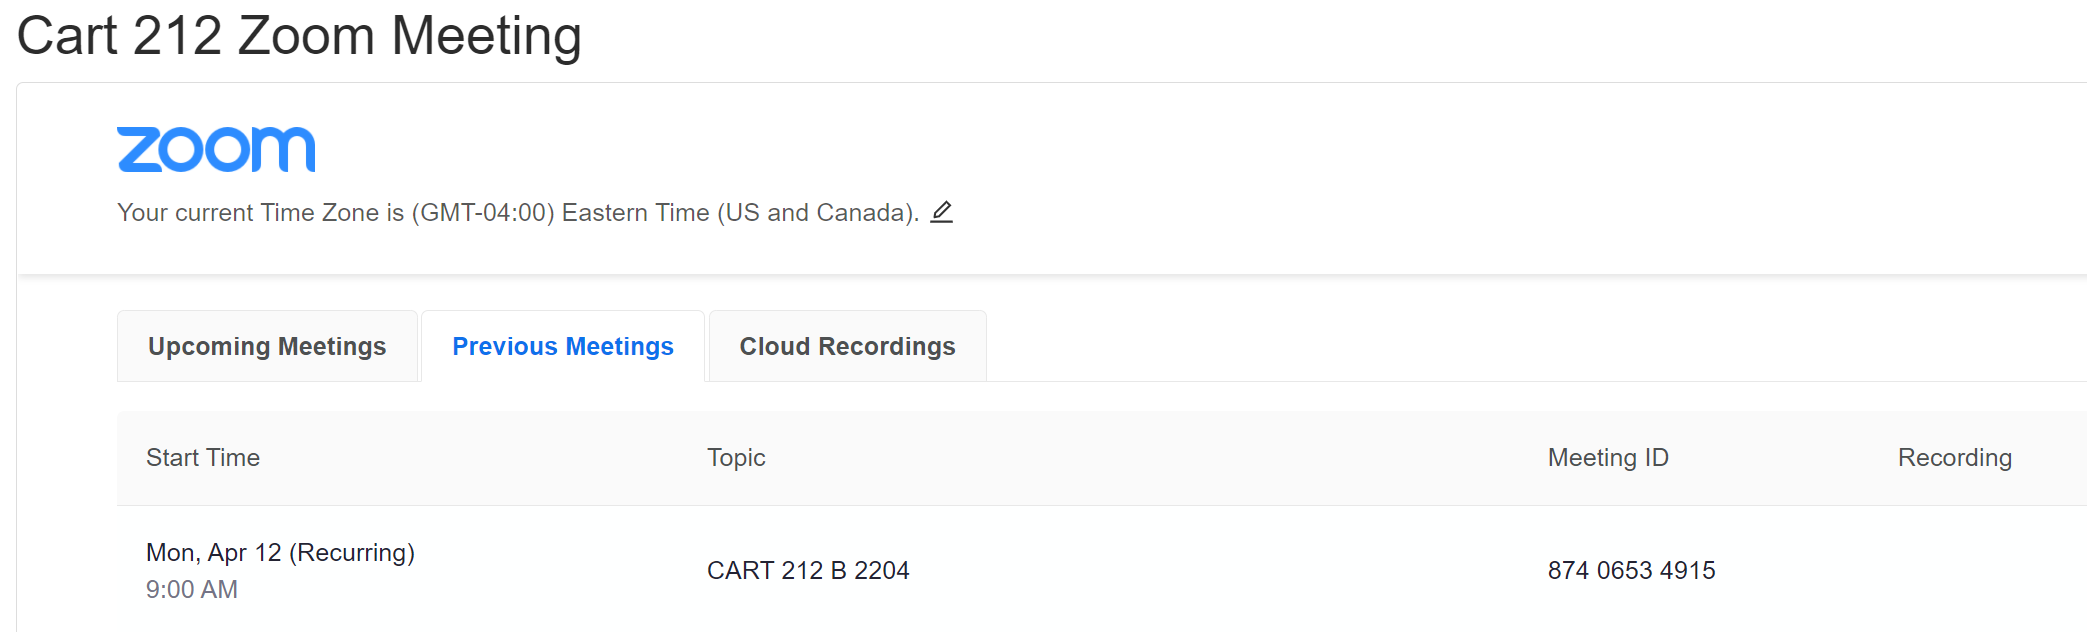 Cart 212 Zoom Meeting
zoom
Your current Time Zone is (GMT-04:00) Eastern Time (US and Canada).
Upcoming Meetings Previous Meetings Cloud Recordings
Start Time Topic Meeting ID Recording
Mon, Apr 12 (Recurring)
9:00 AM
CART 212 B 2204
874 0653 4915